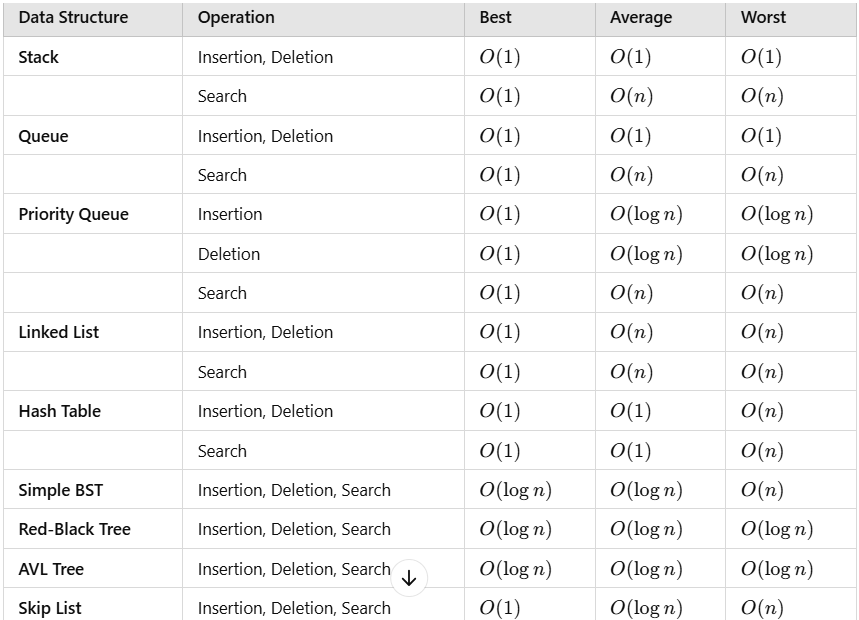 Data Structure Operation Best Average Worst
Stack Insertion, Deletion O(1) O(1) O(1)
Search O(1) O(n) O(n)
Queue Insertion, Deletion O(1) O(1) O(1)
Search O(1) O(n) O(n)
Priority Queue Insertion O(1) O(log n) O(log n)
Deletion O(1) O(log n) O(log n)
Search O(1) O(n) O(n)
Linked List Insertion, Deletion O(1) O(n) O(n)
Search O(1) O(n) O(n)
Hash Table Insertion, Deletion O(1) O(1) O(n)
Search O(1) O(1) O(n)
Simple BST Insertion, Deletion, Search O(log n) O(log n) O(n)
Red-Black Tree Insertion, Deletion, Search O(log n) O(log n) O(log n)
AVL Tree Insertion, Deletion, Search O(log n) O(log n) O(log n)
Skip List Insertion, Deletion, Search O(1) O(log n) O(n)